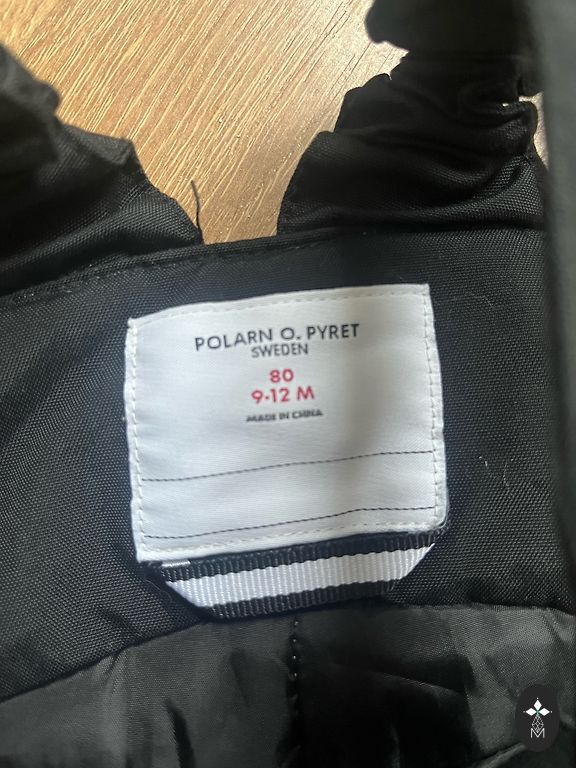 POLARN O. PYRET
SWEDEN
80
9-12 M
MADE IN CHINA
M